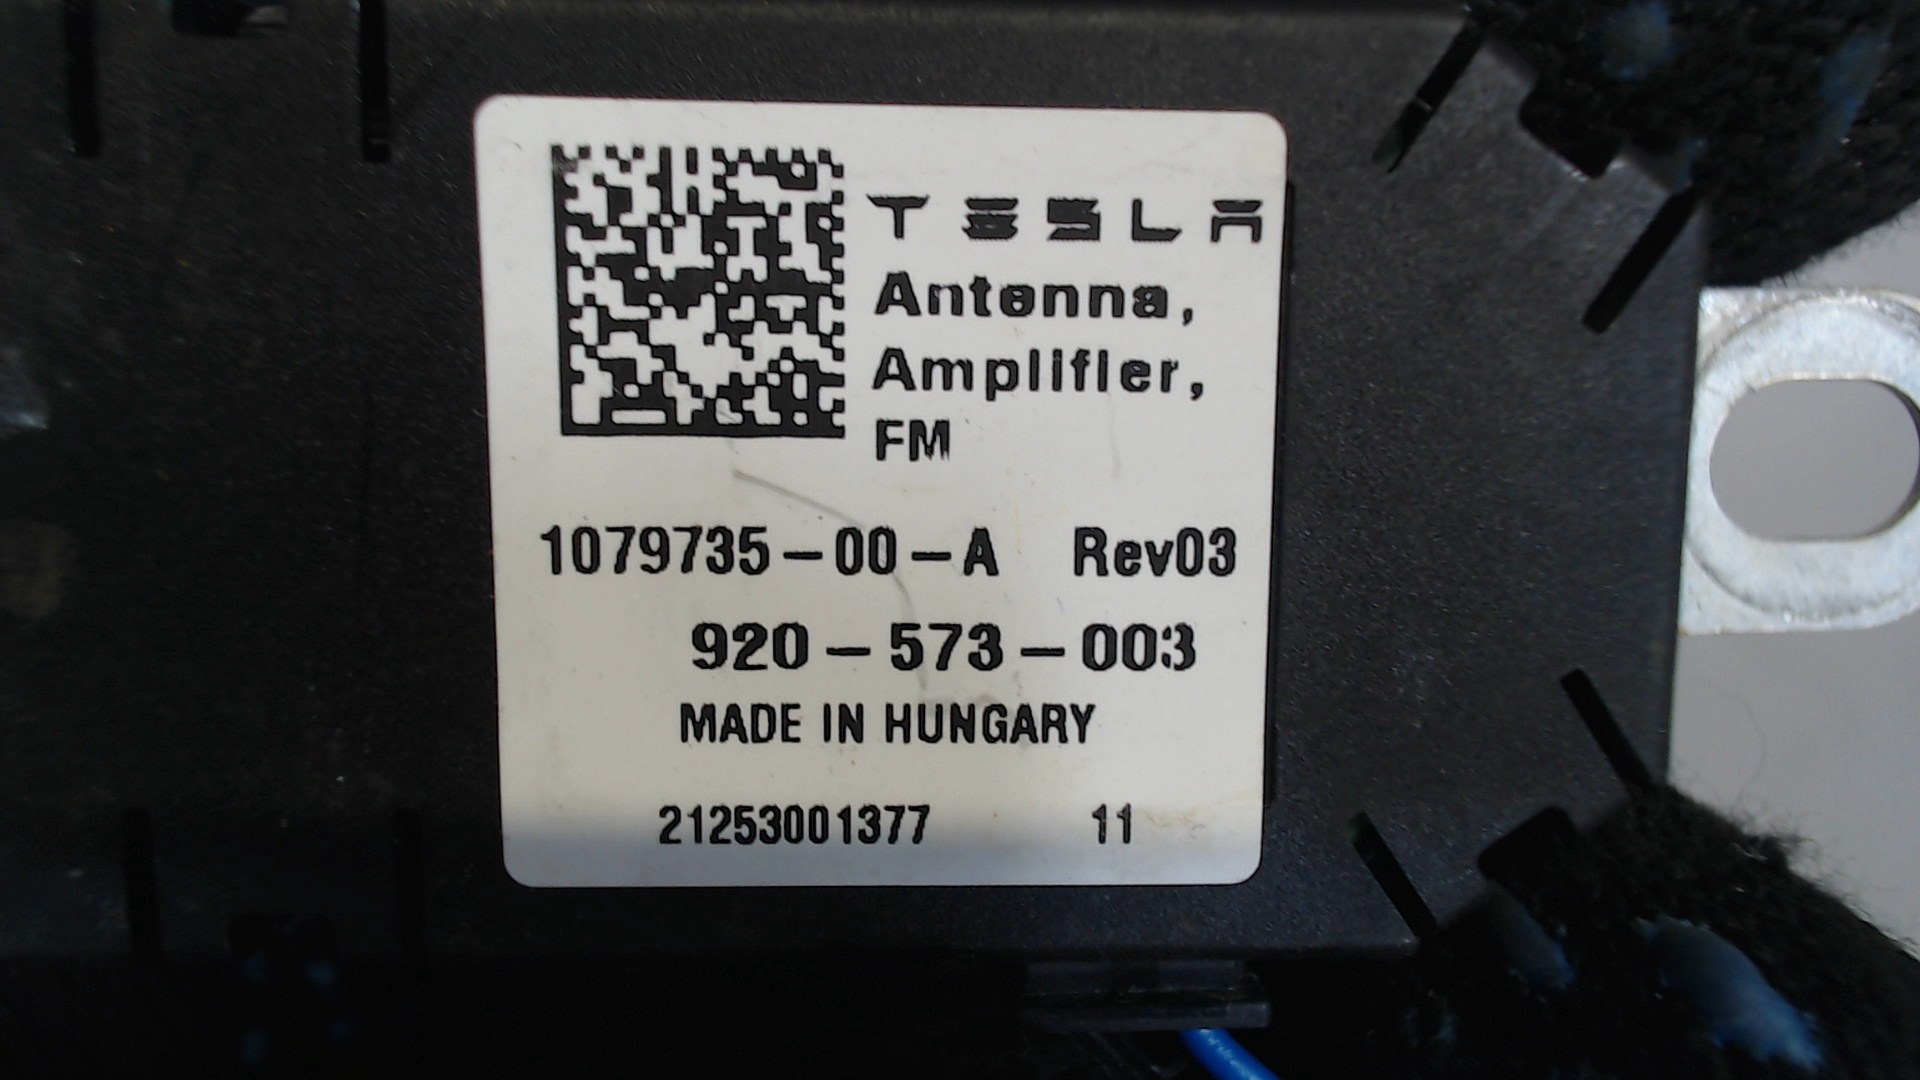 TESLA
Antenna,
Amplifier,
FM
1079735-00-A Rev03
920-573-003
MADE IN HUNGARY
21253001377 11